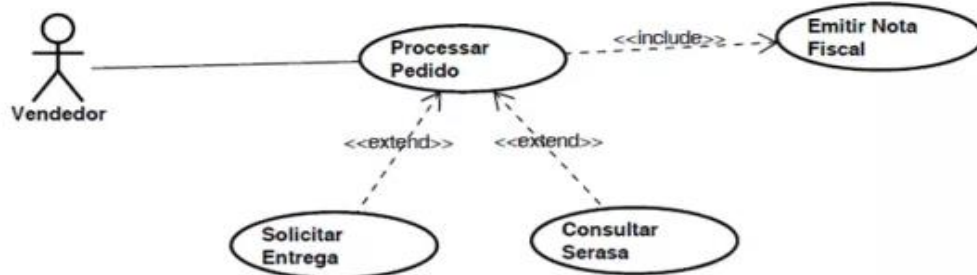 Emitir Nota
Fiscal
<<include>>
Processar
Pedido
Vendedor
<<extend>>
<<extend>>
Solicitar
Entrega
Consultar
Serasa